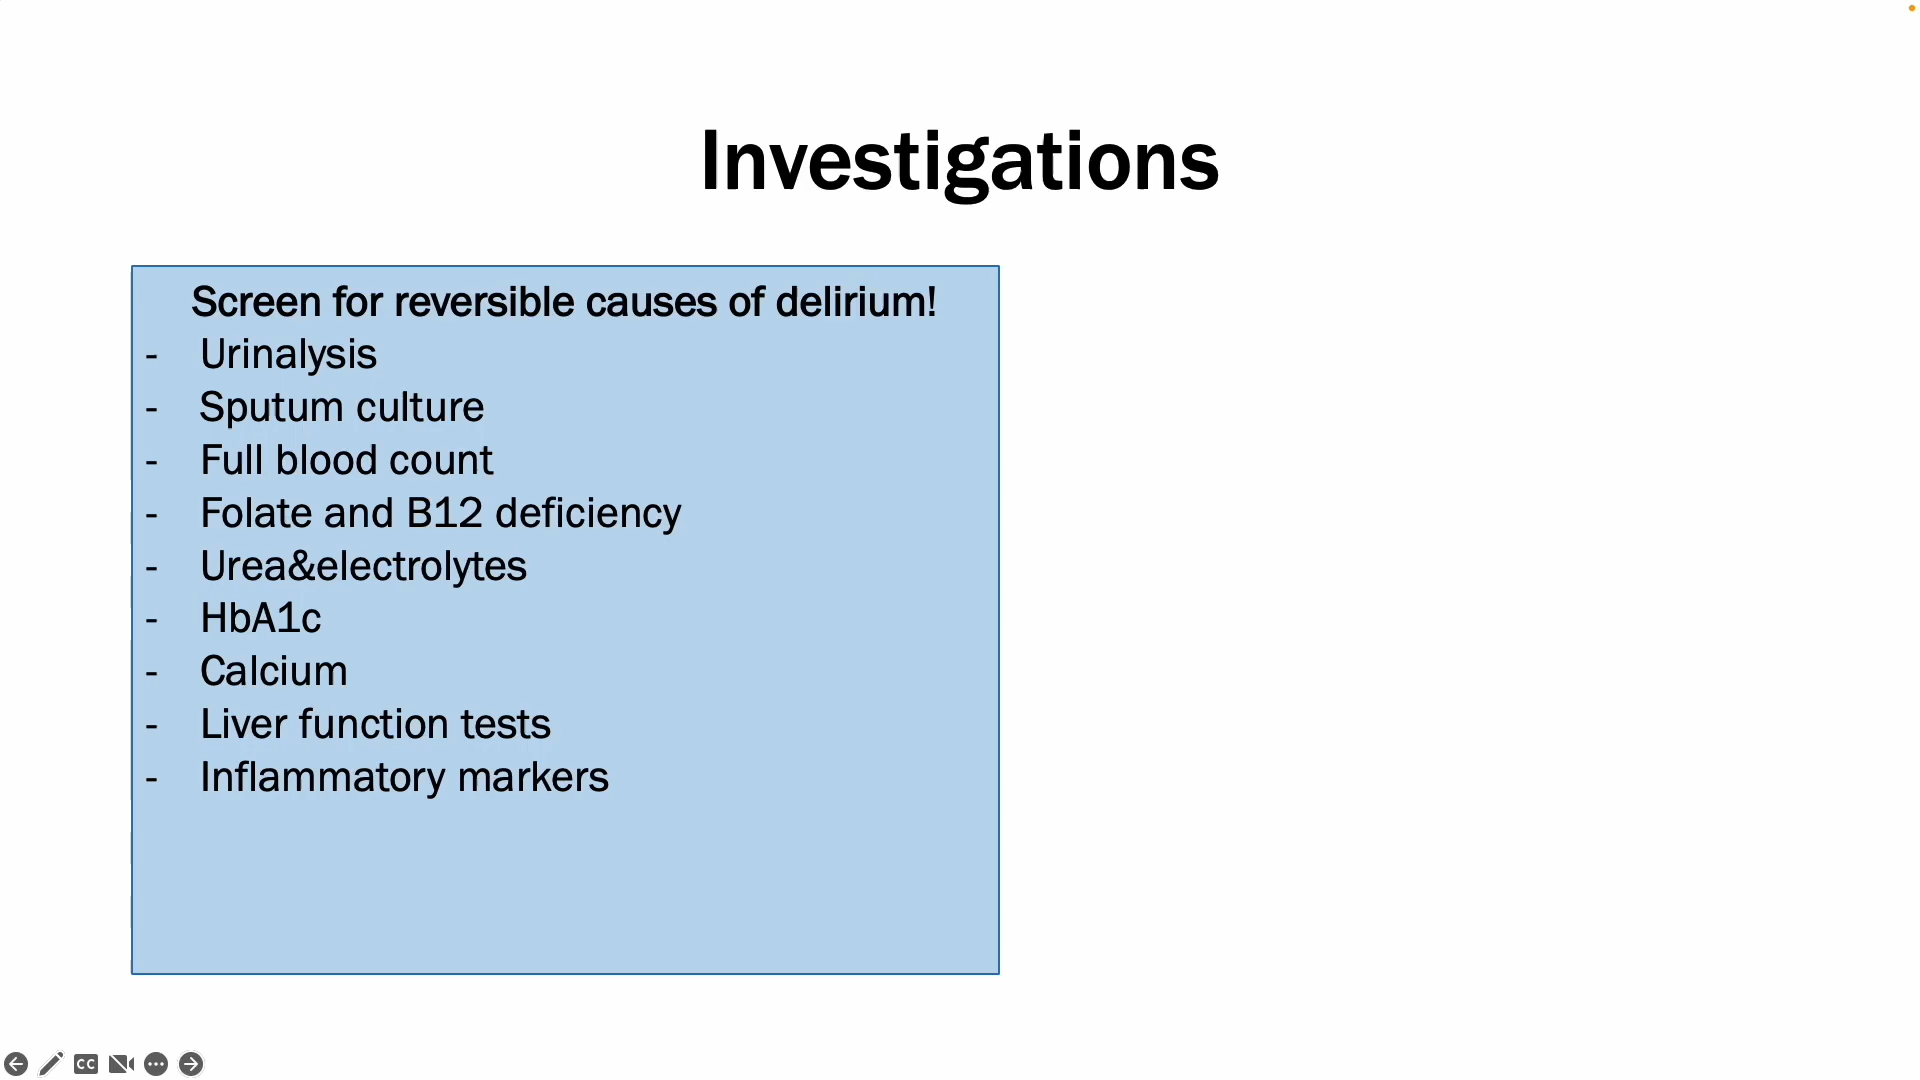 Investigations
Screen for reversible causes of delirium!
- Urinalysis
- Sputum culture
- Full blood count
- Folate and B12 deficiency
- Urea&electrolytes
- HbA1c
- Calcium
- Liver function tests
- Inflammatory markers
CC